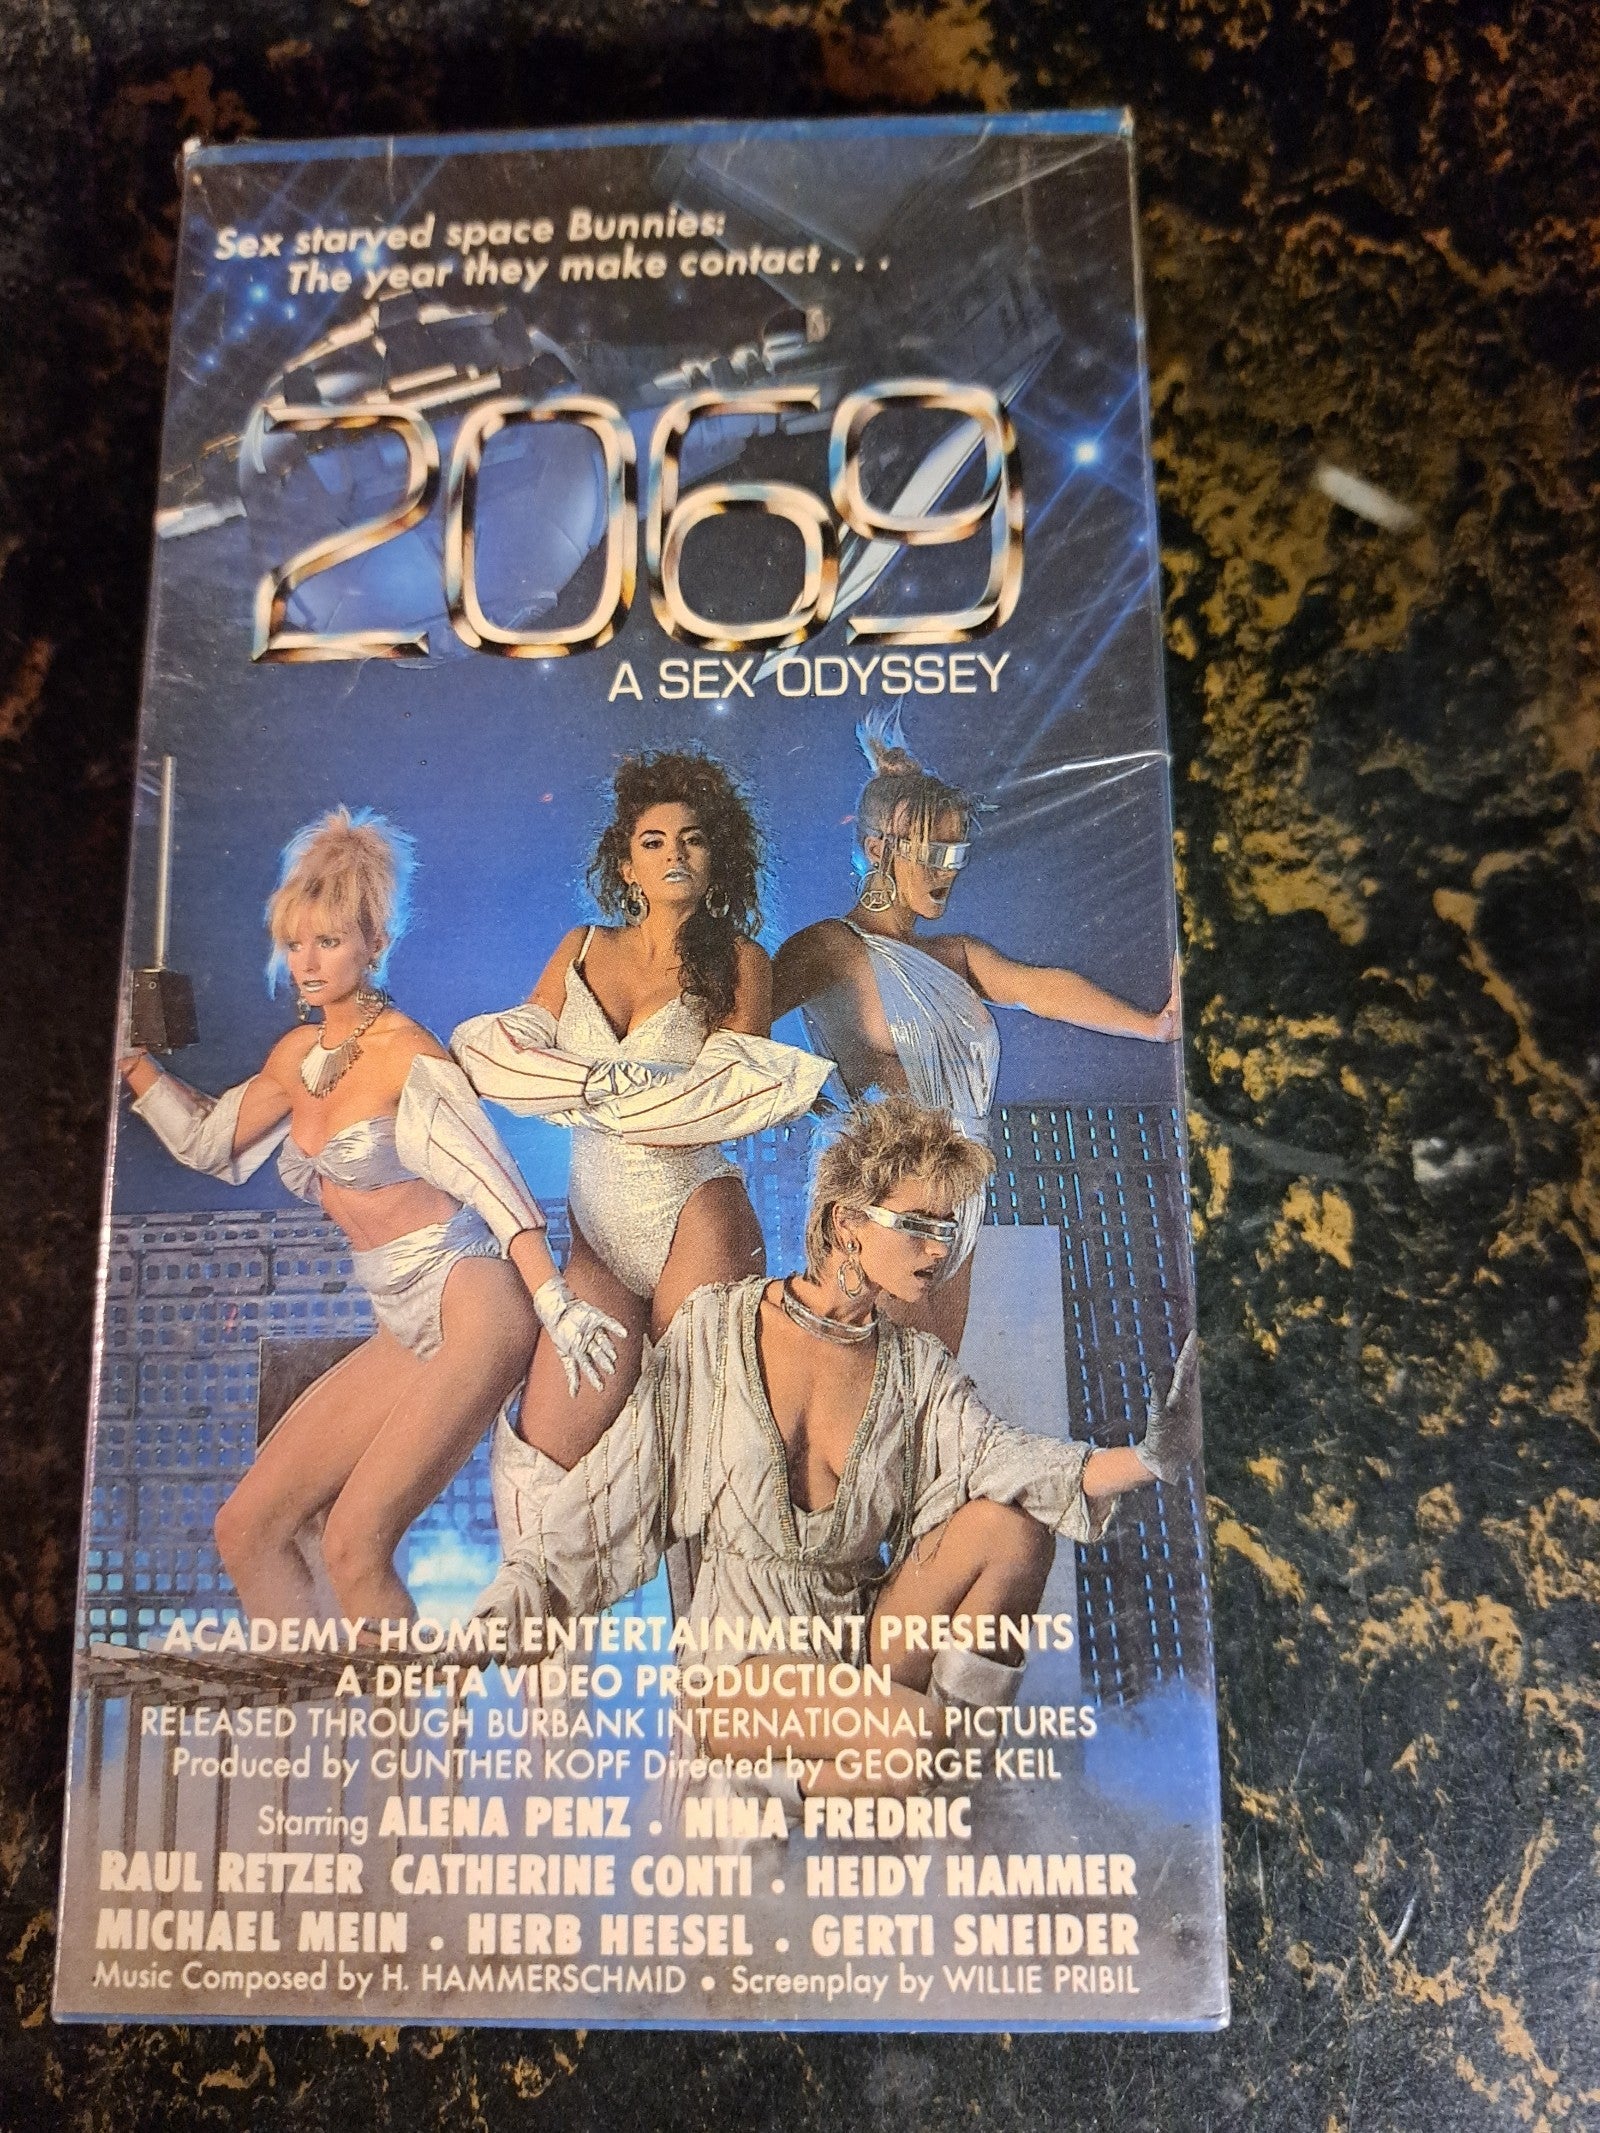 Sex starved space Bunnies:
The year they make contact . . .
2069
A SEX ODYSSEY
ACADEMY HOME ENTERTAINMENT PRESENTS
A DELTA VIDEO PRODUCTION
RELEASED THROUGH BURBANK INTERNATIONAL PICTURES
Produced by GUNTHER KOPF Directed by GEORGE KEIL
Starring ALENA PENZ • NINA FREDRIC
RAUL RETZER CATHERINE CONTI • HEIDY HAMMER
MICHAEL MEIN • HERB HEESEL • GERTI SNEIDER
Music Composed by H. HAMMERSCHMID • Screenplay by WILLIE PRIBIL